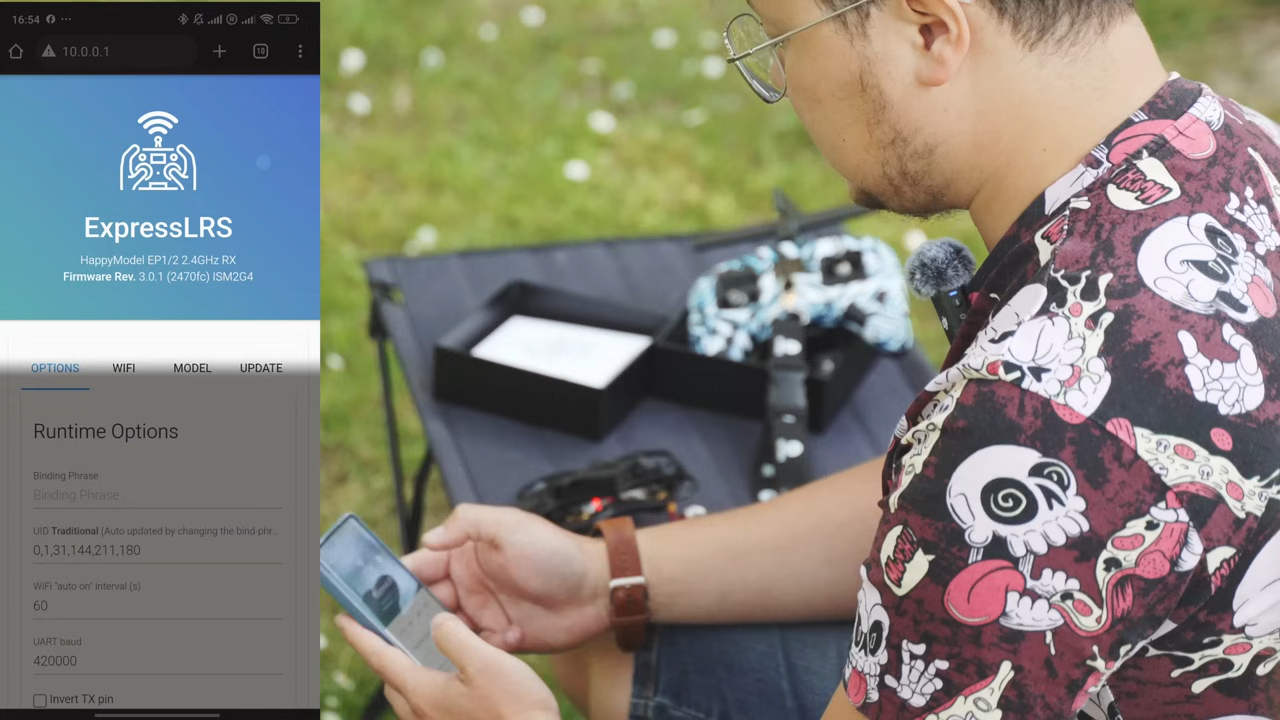 16:54
9
10.0.0.1
10
ExpressLRS
HappyModel EP1/2 2.4GHz RX
Firmware Rev. 3.0.1 (2470fc) ISM2G4
OPTIONS WIFI MODEL UPDATE
Runtime Options
Binding Phrase
Binding Phrase
UID Traditional (Auto updated by changing the bind-phr...
0,1,31,144,211,180
WiFi "auto on" interval (s)
60
UART baud
420000
Invert TX pin